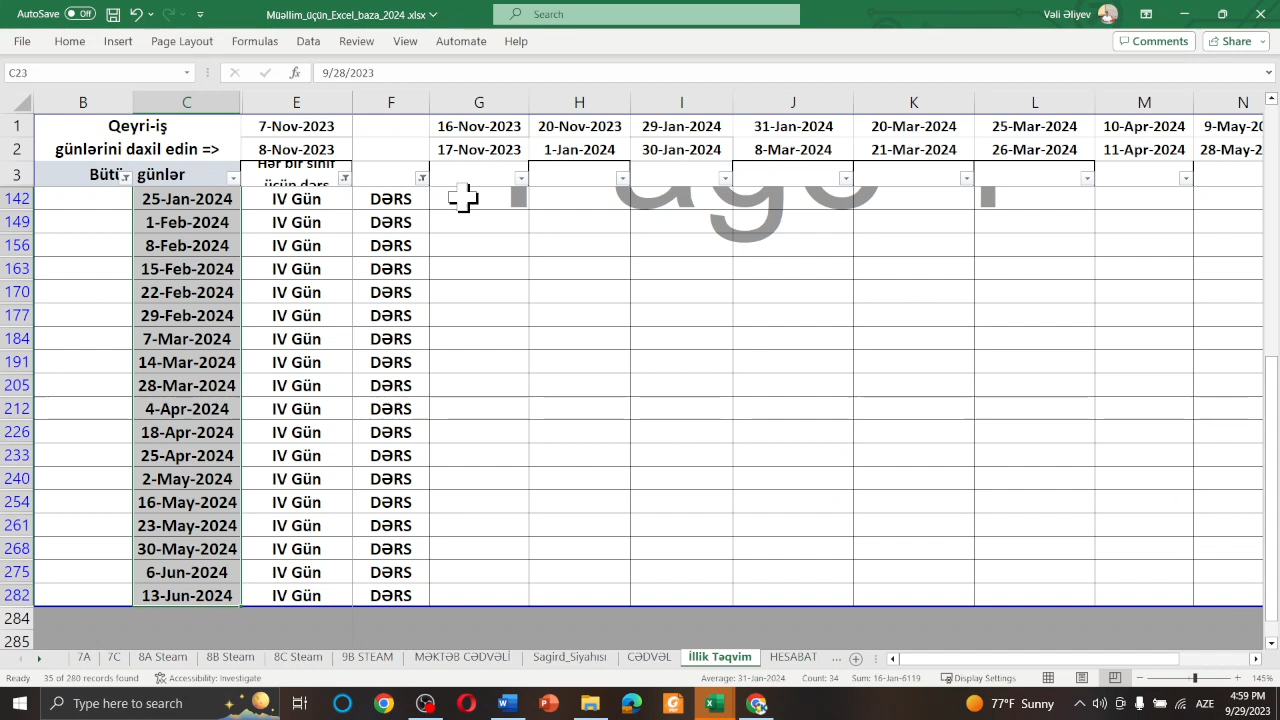 AutoSave Off Müəllim_üçün_Excel_baza_2024 .xlsx Search Vəli Əliyev
File Home Insert Page Layout Formulas Data Review View Automate Help Comments Share
C23 fx 9/28/2023
B C E F G H I J K L M N
1 Qeyri-iş 7-Nov-2023 16-Nov-2023 20-Nov-2023 29-Jan-2024 31-Jan-2024 20-Mar-2024 25-Mar-2024 10-Apr-2024 9-May-20
2 günlərini daxil edin => 8-Nov-2023 17-Nov-2023 1-Jan-2024 30-Jan-2024 8-Mar-2024 21-Mar-2024 26-Mar-2024 11-Apr-2024 28-May-20
3 Bütü günlər Hər bir sinif
üçün dərs
142 25-Jan-2024 IV Gün DƏRS
149 1-Feb-2024 IV Gün DƏRS
156 8-Feb-2024 IV Gün DƏRS
163 15-Feb-2024 IV Gün DƏRS
170 22-Feb-2024 IV Gün DƏRS
177 29-Feb-2024 IV Gün DƏRS
184 7-Mar-2024 IV Gün DƏRS
191 14-Mar-2024 IV Gün DƏRS
205 28-Mar-2024 IV Gün DƏRS
212 4-Apr-2024 IV Gün DƏRS
226 18-Apr-2024 IV Gün DƏRS
233 25-Apr-2024 IV Gün DƏRS
240 2-May-2024 IV Gün DƏRS
254 16-May-2024 IV Gün DƏRS
261 23-May-2024 IV Gün DƏRS
268 30-May-2024 IV Gün DƏRS
275 6-Jun-2024 IV Gün DƏRS
282 13-Jun-2024 IV Gün DƏRS
284
285
7A 7C 8A Steam 8B Steam 8C Steam 9B STEAM MƏKTƏB CƏDVƏLİ Sagird_Siyahısı CƏDVƏL İllik Təqvim HESABAT ...
Ready 35 of 280 records found Accessibility: Investigate Average: 31-Jan-2024 Count: 34 Sum: 16-Jan-6119 Display Settings 145%
Type here to search 77°F Sunny AZE 4:59 PM
9/29/2023